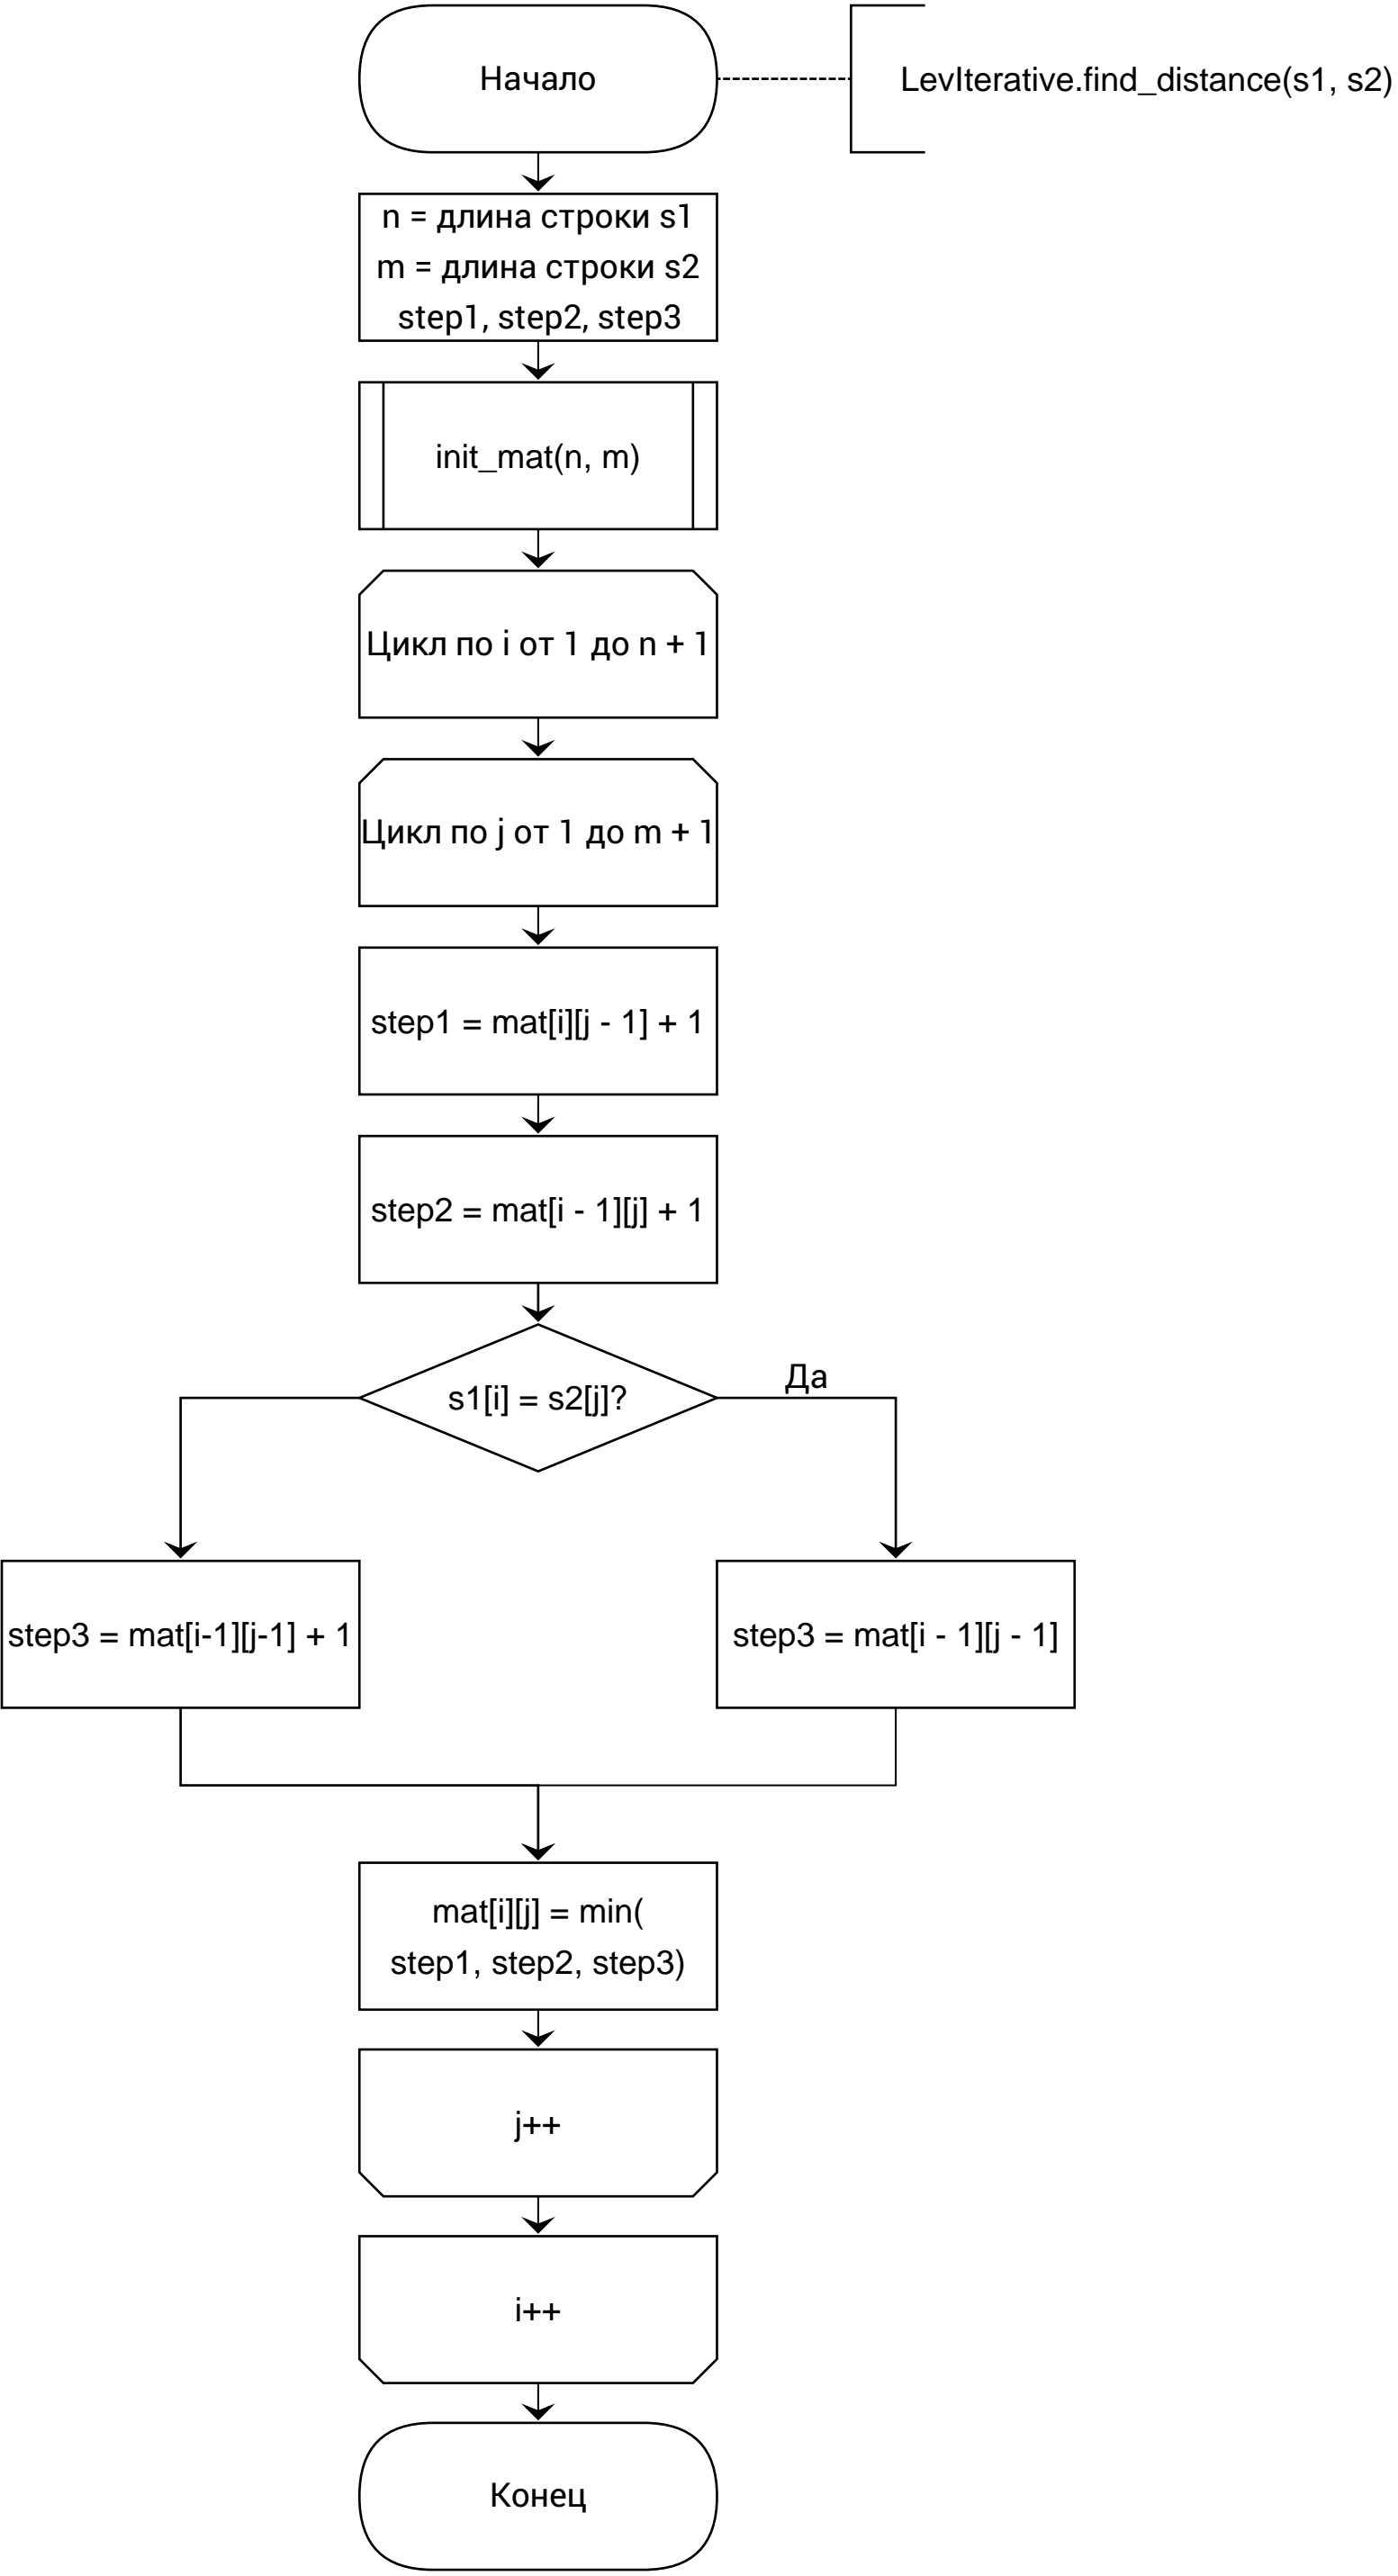 Начало
LevIterative.find_distance(s1, s2)
n = длина строки s1
m = длина строки s2
step1, step2, step3
init_mat(n, m)
Цикл по i от 1 до n + 1
Цикл по j от 1 до m + 1
step1 = mat[i][j - 1] + 1
step2 = mat[i - 1][j] + 1
s1[i] = s2[j]?
Да
step3 = mat[i-1][j-1] + 1
step3 = mat[i - 1][j - 1]
mat[i][j] = min(
step1, step2, step3)
j++
i++
Конец